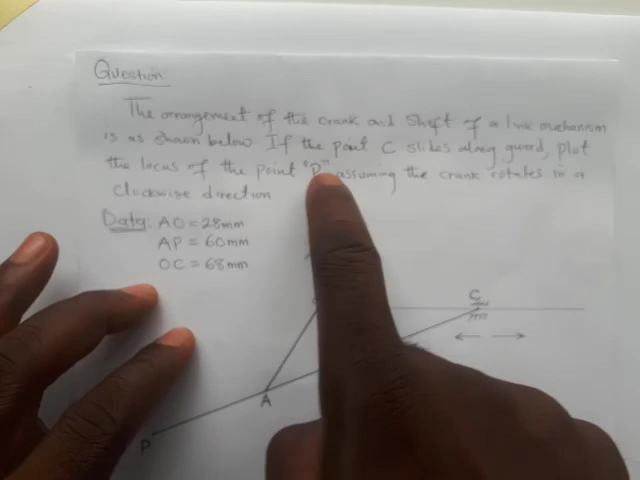 Question
The arrangement of the crank and shaft of a link mechanism
is as shown below If the point C slides along guard, plot
the locus of the point "P" assuming the crank rotates in a
clockwise direction
Data: AO = 28mm
AP = 60mm
OC = 68mm
C
A
P